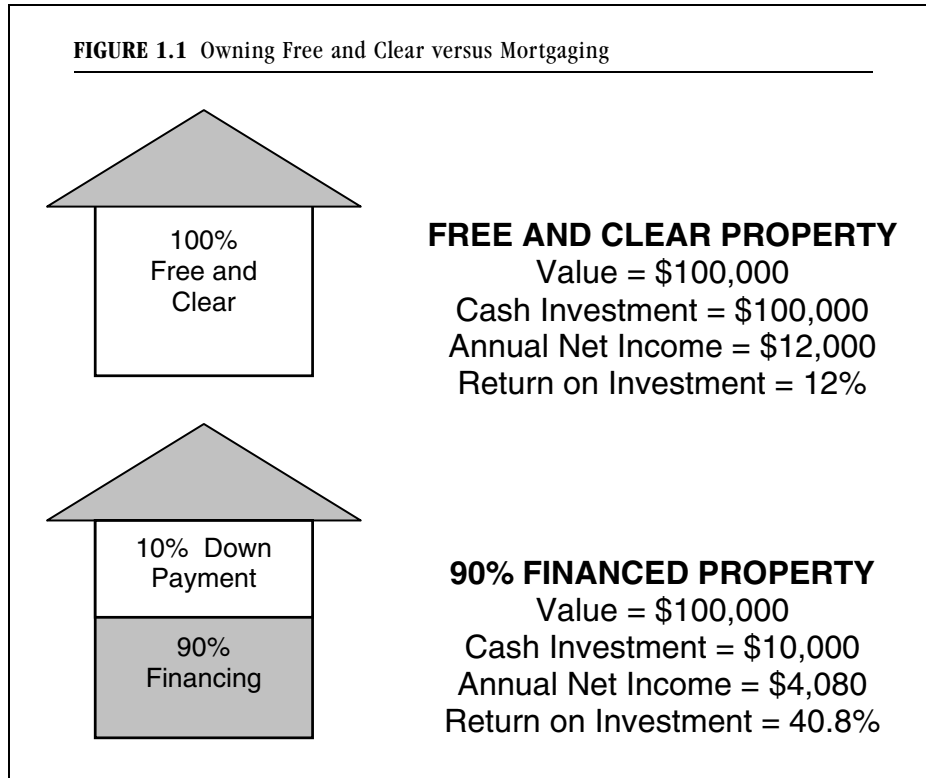 FIGURE 1.1 Owning Free and Clear versus Mortgaging
100%
Free and
Clear
FREE AND CLEAR PROPERTY
Value = $100,000
Cash Investment = $100,000
Annual Net Income = $12,000
Return on Investment = 12%
10% Down
Payment
90%
Financing
90% FINANCED PROPERTY
Value = $100,000
Cash Investment = $10,000
Annual Net Income = $4,080
Return on Investment = 40.8%